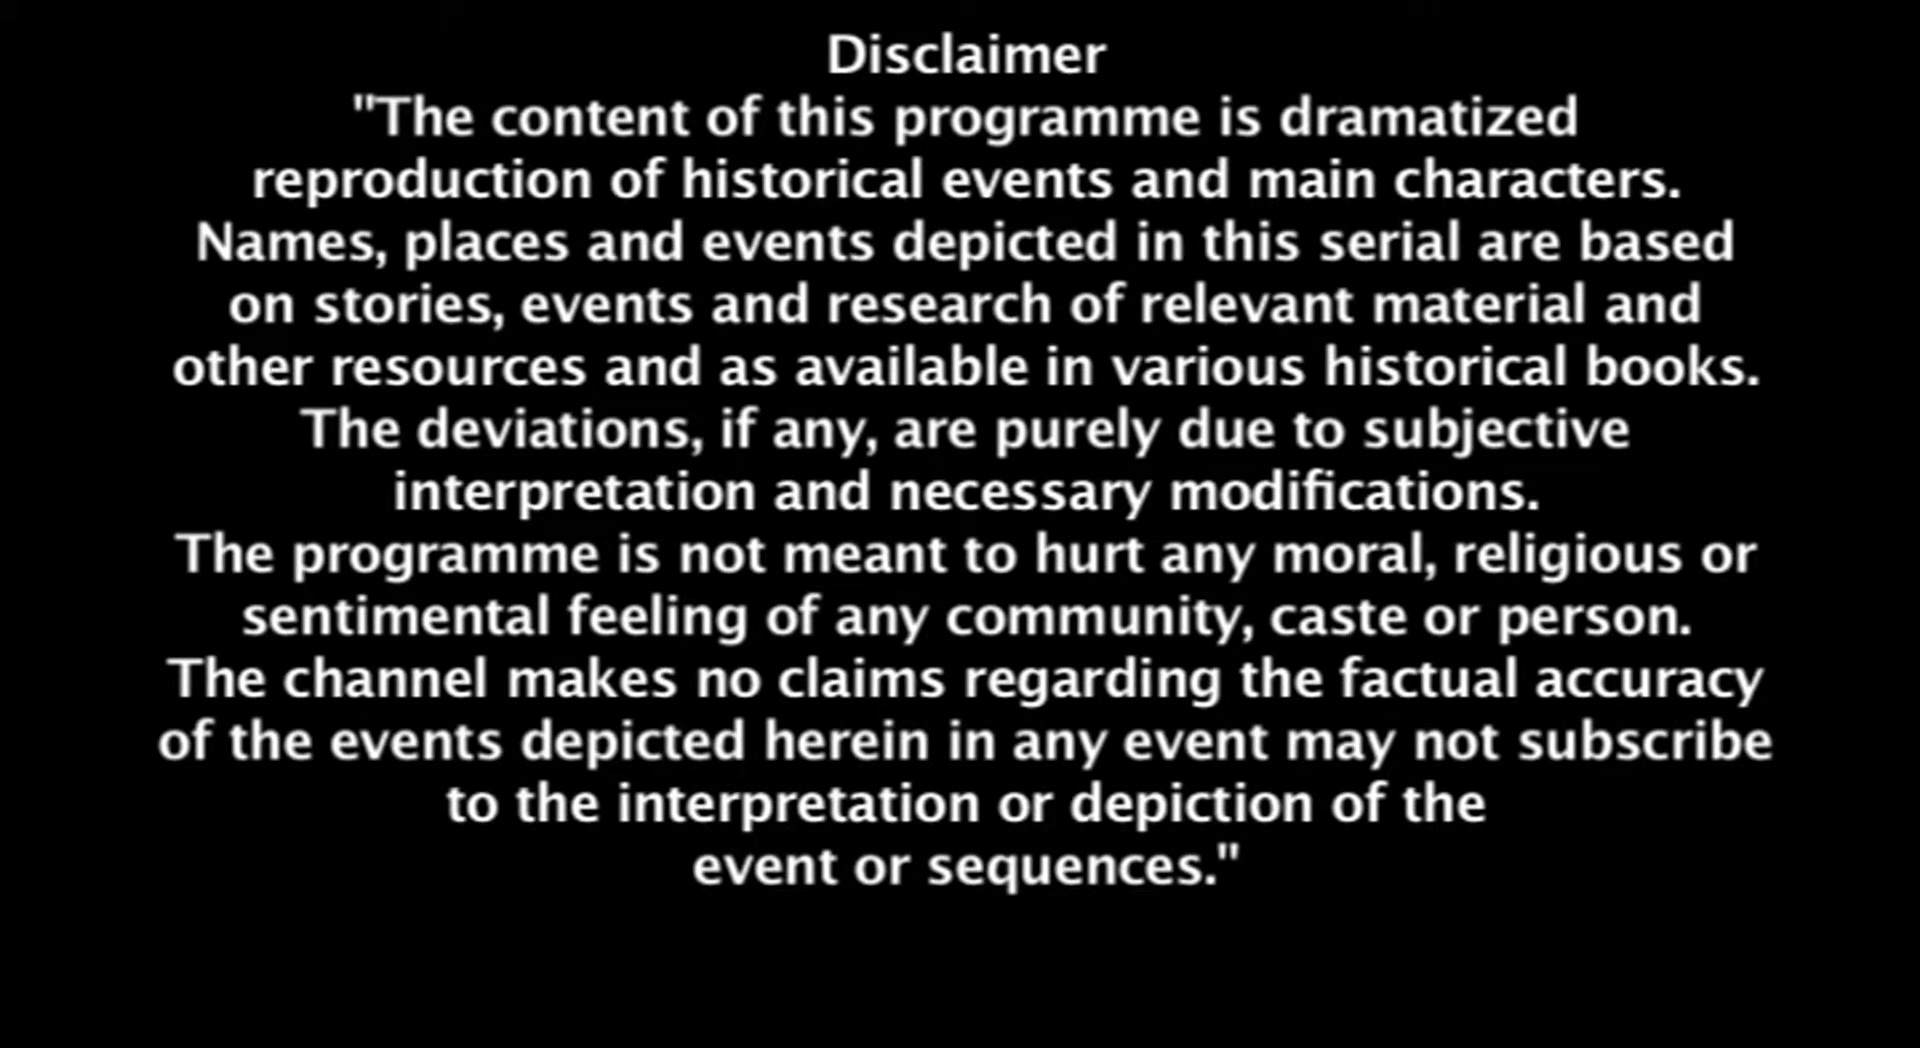 Disclaimer
"The content of this programme is dramatized
reproduction of historical events and main characters.
Names, places and events depicted in this serial are based
on stories, events and research of relevant material and
other resources and as available in various historical books.
The deviations, if any, are purely due to subjective
interpretation and necessary modifications.
The programme is not meant to hurt any moral, religious or
sentimental feeling of any community, caste or person.
The channel makes no claims regarding the factual accuracy
of the events depicted herein in any event may not subscribe
to the interpretation or depiction of the
event or sequences."